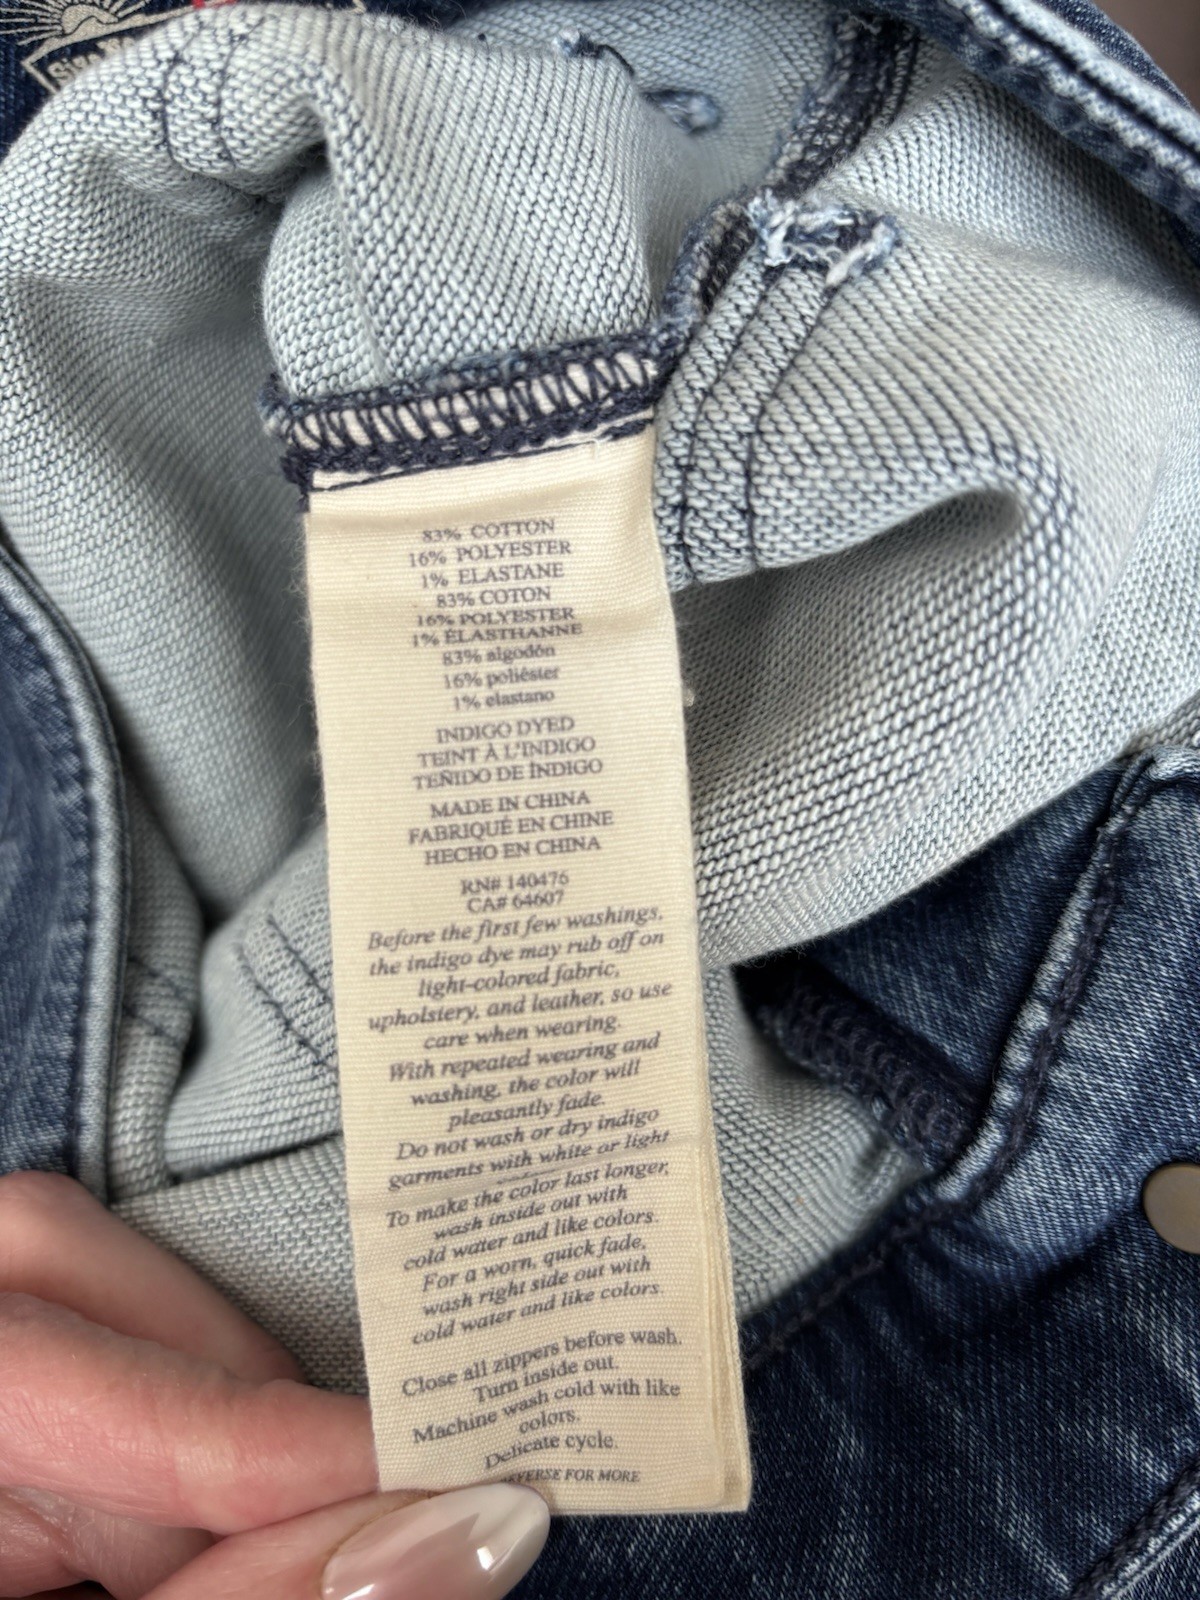 Size
83% COTTON
16% POLYESTER
1% ELASTANE
83% COTON
16% POLYESTER
1% ÉLASTHANNE
83% algodón
16% poliéster
1% elastano
INDIGO DYED
TEINT À L'INDIGO
TEÑIDO DE ÍNDIGO
MADE IN CHINA
FABRIQUÉ EN CHINE
HECHO EN CHINA
RN# 140476
CA# 64607
Before the first few washings,
the indigo dye may rub off on
light-colored fabric,
upholstery, and leather, so use
care when wearing.
With repeated wearing and
washing, the color will
pleasantly fade.
Do not wash or dry indigo
garments with white or light
To make the color last longer,
wash inside out with
cold water and like colors.
For a worn, quick fade,
wash right side out with
cold water and like colors.
Close all zippers before wash.
Turn inside out.
Machine wash cold with like
colors.
Delicate cycle.
FOR MORE